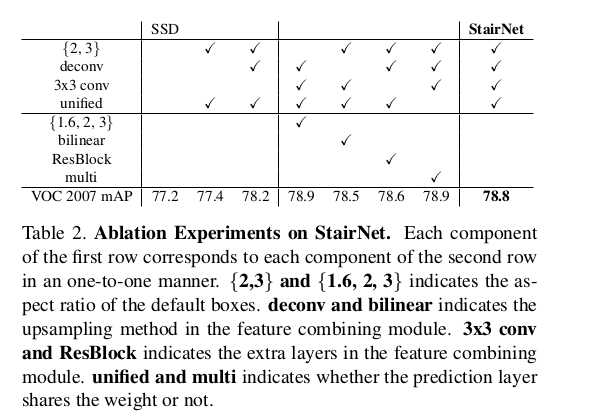 SSD StairNet
{2, 3} ✓ ✓ ✓ ✓ ✓ ✓
deconv ✓ ✓ ✓ ✓ ✓
3x3 conv ✓ ✓ ✓ ✓
unified ✓ ✓ ✓ ✓ ✓ ✓
{1.6, 2, 3} ✓
bilinear ✓
ResBlock ✓
multi ✓
VOC 2007 mAP 77.2 77.4 78.2 78.9 78.5 78.6 78.9 78.8
Table 2. Ablation Experiments on StairNet. Each component
of the first row corresponds to each component of the second row
in an one-to-one manner. {2,3} and {1.6, 2, 3} indicates the as-
pect ratio of the default boxes. deconv and bilinear indicates the
upsampling method in the feature combining module. 3x3 conv
and ResBlock indicates the extra layers in the feature combining
module. unified and multi indicates whether the prediction layer
shares the weight or not.